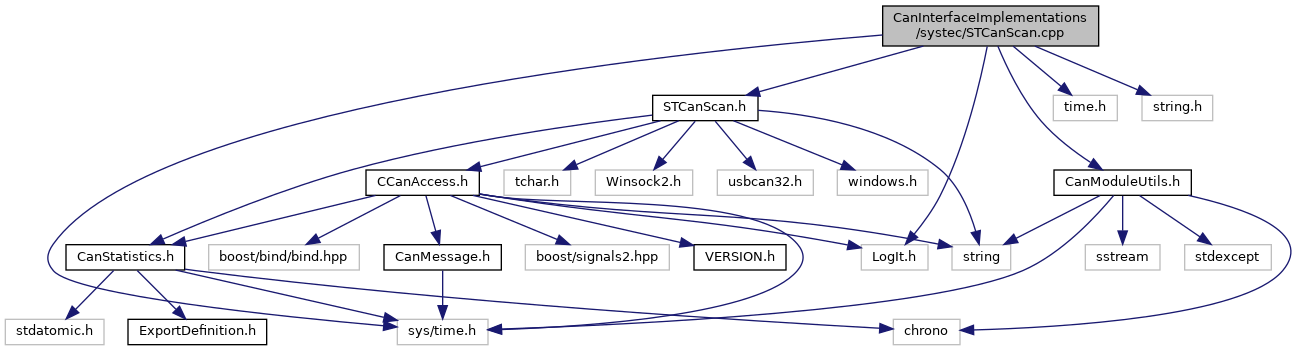 CanInterfaceImplementations
/systec/STCanScan.cpp
STCanScan.h
time.h
string.h
CCanAccess.h
tchar.h
Winsock2.h
usbcan32.h
windows.h
CanModuleUtils.h
CanStatistics.h
boost/bind/bind.hpp
CanMessage.h
boost/signals2.hpp
VERSION.h
LogIt.h
string
sstream
stdexcept
stdatomic.h
ExportDefinition.h
sys/time.h
chrono